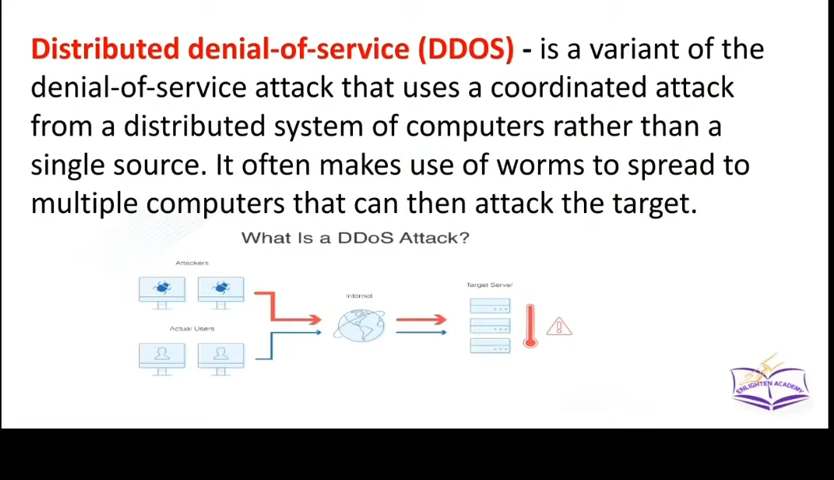 Distributed denial-of-service (DDOS) - is a variant of the
denial-of-service attack that uses a coordinated attack
from a distributed system of computers rather than a
single source. It often makes use of worms to spread to
multiple computers that can then attack the target.
What Is a DDoS Attack?
Attackers
Target Server
Internet
Actual Users
ENLIGHTEN ACADEMY